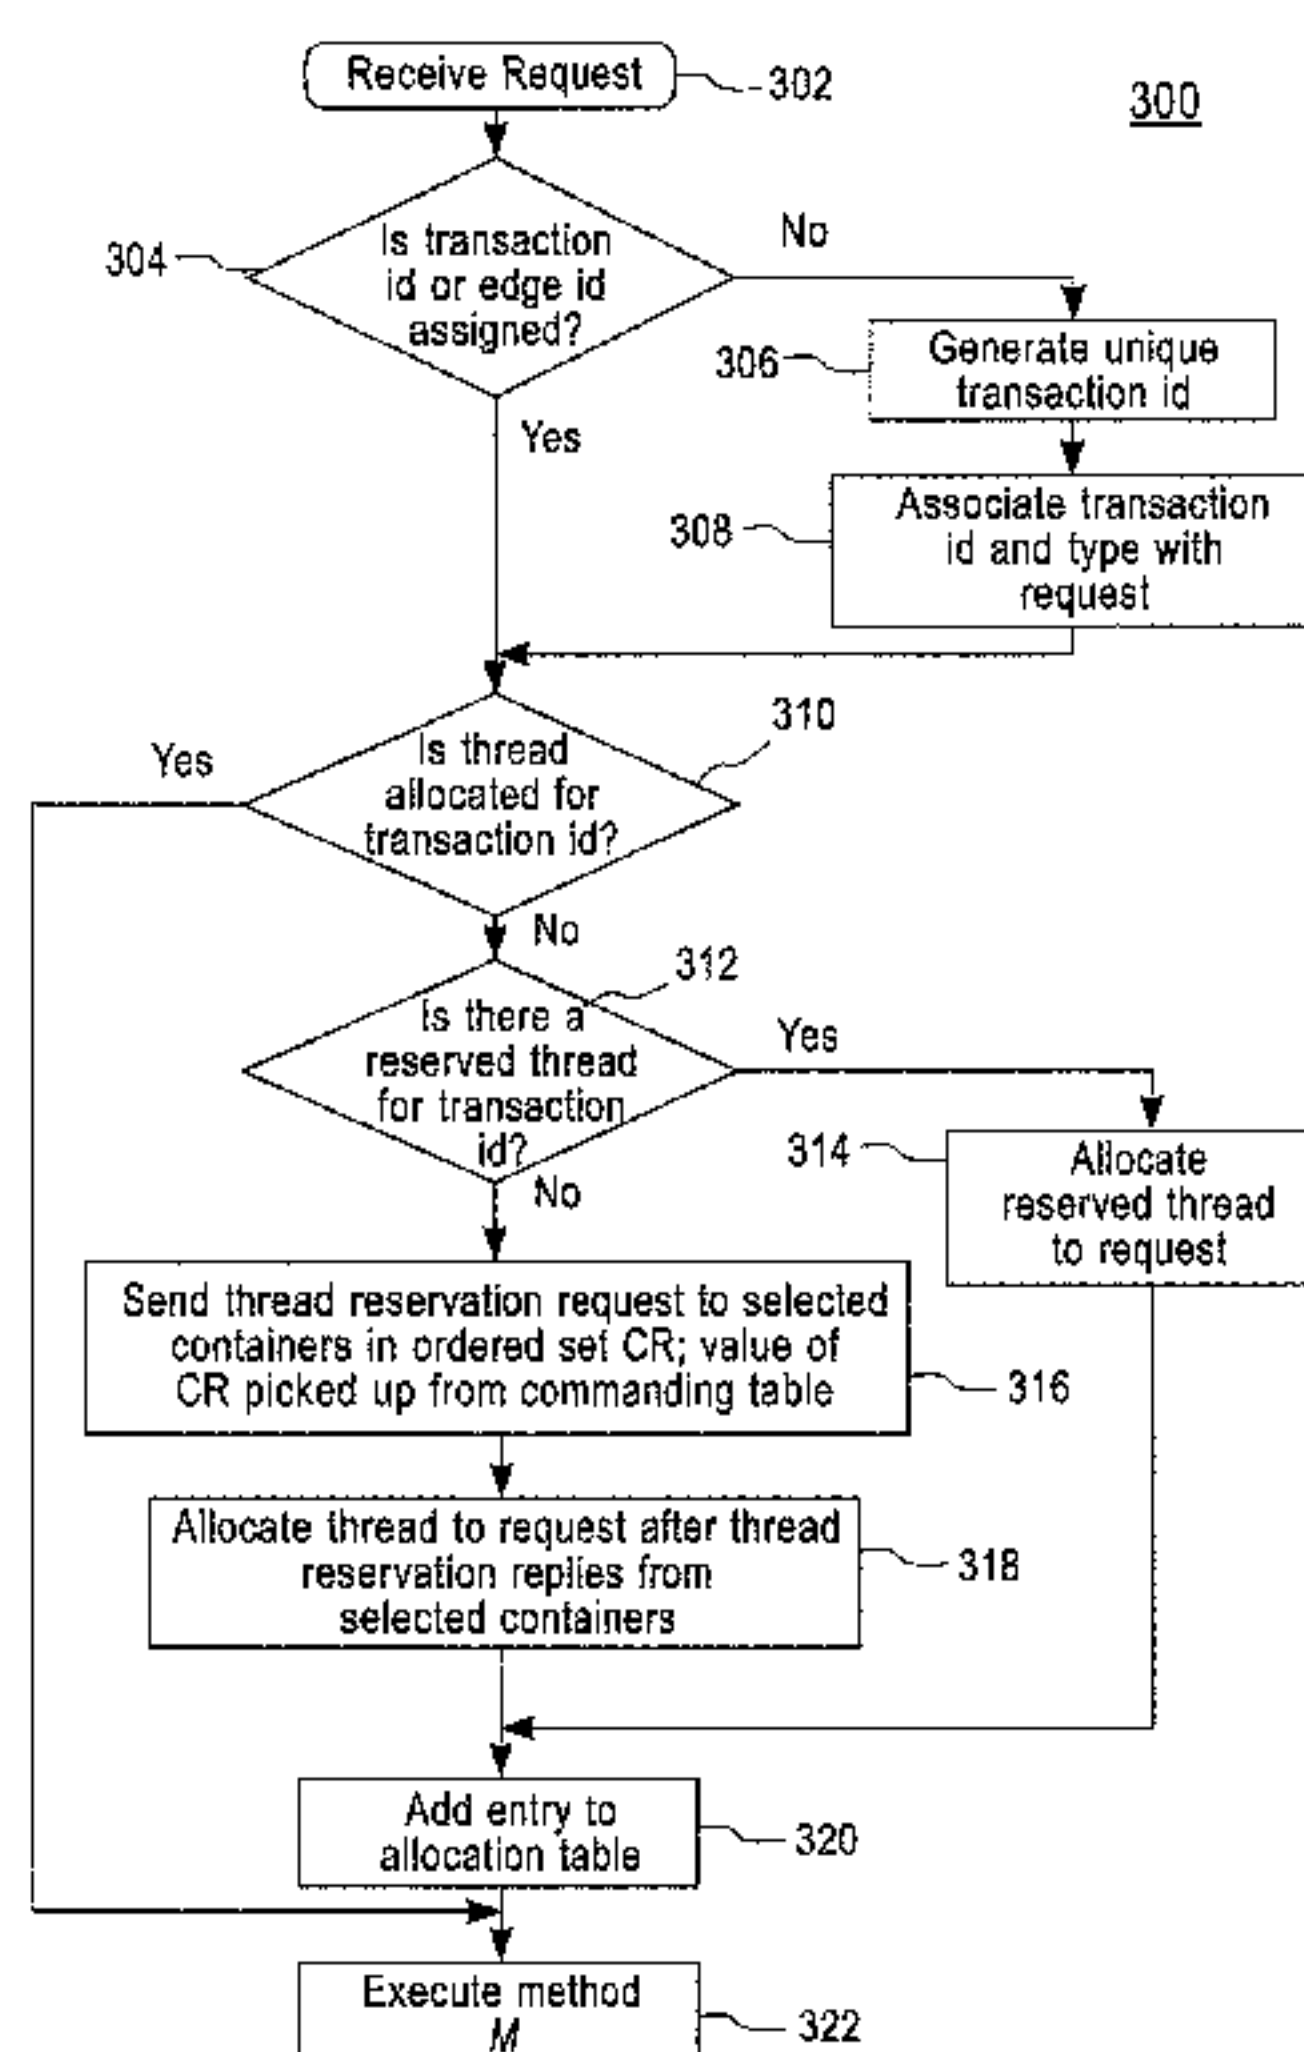 Receive Request
302
300
Is transaction
id or edge id
assigned?
304
No
Generate unique
transaction id
306
Yes
Associate transaction
id and type with
request
308
Is thread
allocated for
transaction id?
310
Yes
No
Is there a
reserved thread
for transaction
id?
312
Yes
Allocate
reserved thread
to request
314
No
Send thread reservation request to selected
containers in ordered set CR; value of
CR picked up from commanding table
316
Allocate thread to request after thread
reservation replies from
selected containers
318
Add entry to
allocation table
320
Execute method
M
322